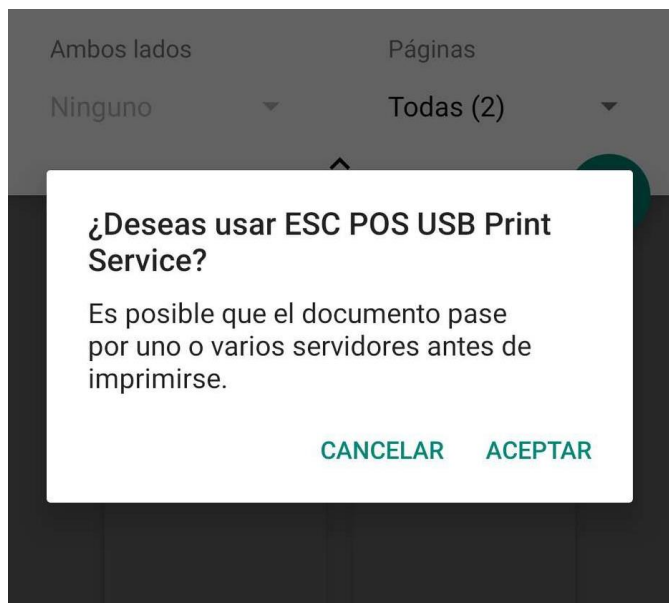 Ambos lados Páginas
Ninguno Todas (2)
¿Deseas usar ESC POS USB Print
Service?
Es posible que el documento pase
por uno o varios servidores antes de
imprimirse.
CANCELAR ACEPTAR